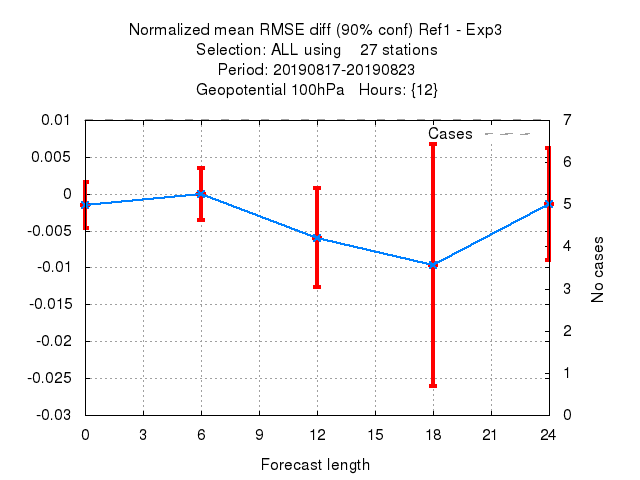 Normalized mean RMSE diff (90% conf) Ref1 - Exp3
Selection: ALL using    27 stations
Period: 20190817-20190823
Geopotential 100hPa   Hours: {12}
0.01
0.005
0
-0.005
-0.01
-0.015
-0.02
-0.025
-0.03
Cases
7
6
5
4
3
2
1
0
No cases
0 3 6 9 12 15 18 21 24
Forecast length